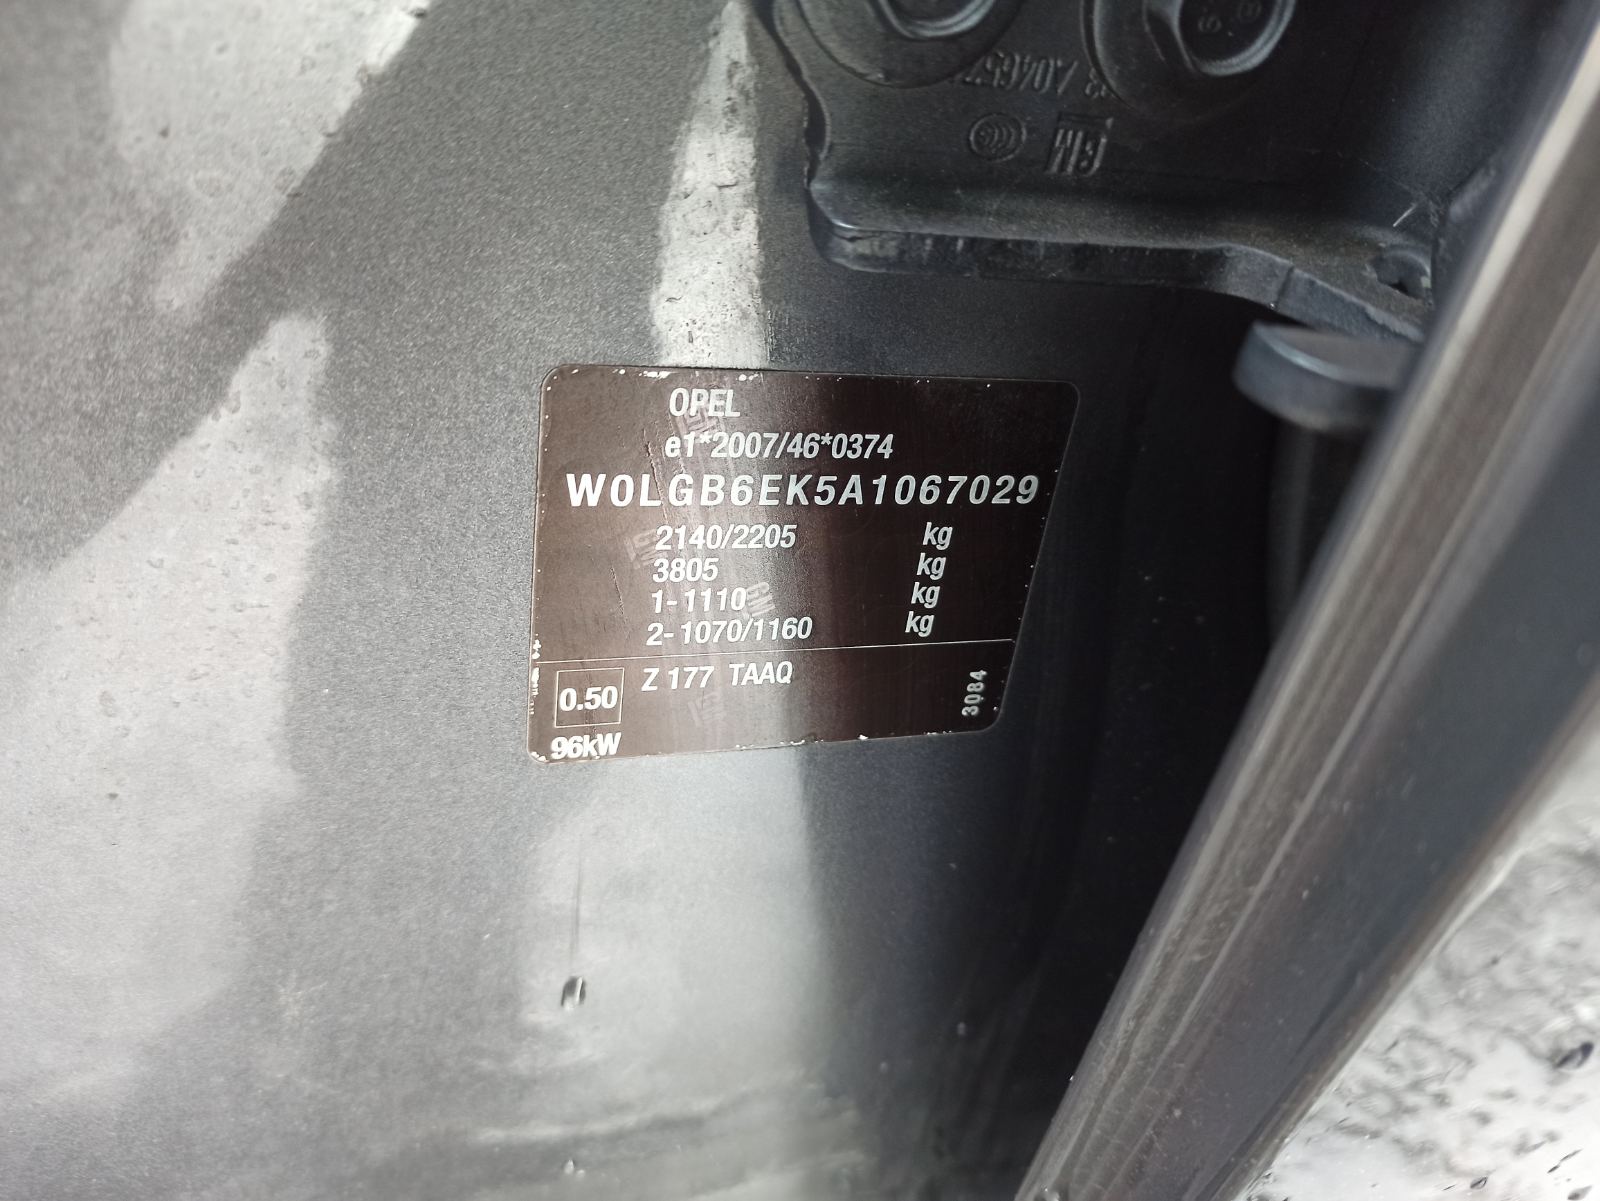 OPEL
e1*2007/46*0374
W0LGB6EK5A1067029
2140/2205 kg
3805 kg
1- 1110 kg
2- 1070/1160 kg
0.50 Z 177 TAAQ
3084
96kW
GM